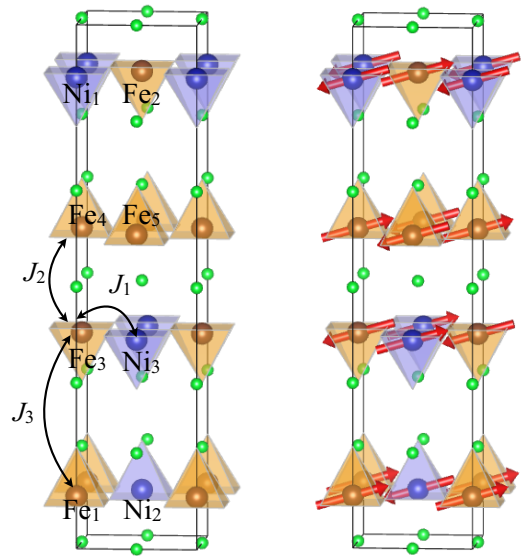 Ni₁ Fe₂
Fe₄ Fe₅
J₂
J₁
Fe₃
Ni₃
J₃
Fe₁ Ni₂